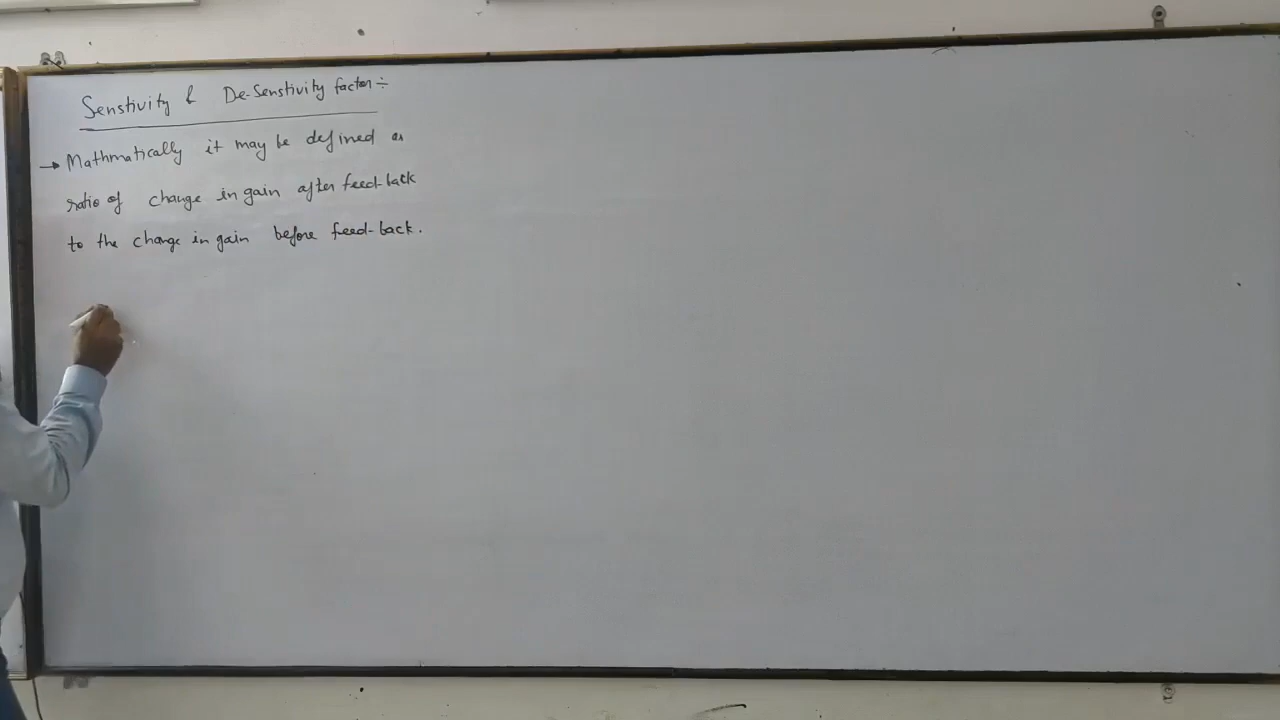 Senstivity & De-Senstivity factor÷
→ Mathmatically it may be defined as
ratio of change in gain after feed-back
to the change in gain before feed-back.